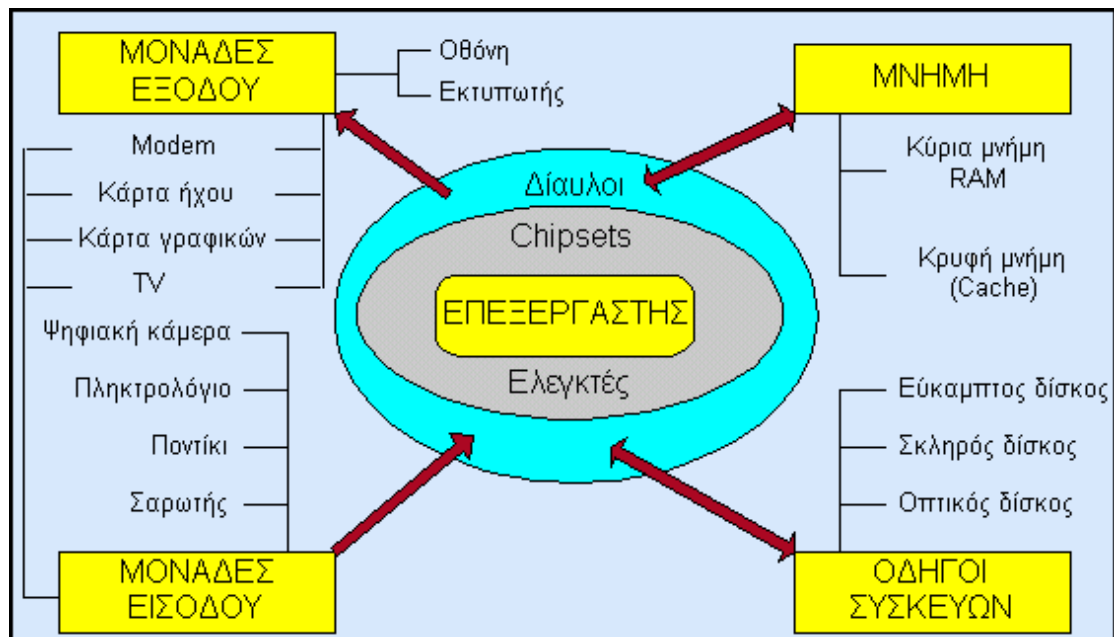 ΜΟΝΑΔΕΣ
ΕΞΟΔΟΥ
Οθόνη
Εκτυπωτής
ΜΝΗΜΗ
Modem
Κάρτα ήχου
Κάρτα γραφικών
TV
Κύρια μνήμη
RAM
Κρυφή μνήμη
(Cache)
Δίαυλοι
Chipsets
ΕΠΕΞΕΡΓΑΣΤΗΣ
Ελεγκτές
Ψηφιακή κάμερα
Πληκτρολόγιο
Ποντίκι
Σαρωτής
Εύκαμπτος δίσκος
Σκληρός δίσκος
Οπτικός δίσκος
ΜΟΝΑΔΕΣ
ΕΙΣΟΔΟΥ
ΟΔΗΓΟΙ
ΣΥΣΚΕΥΩΝ